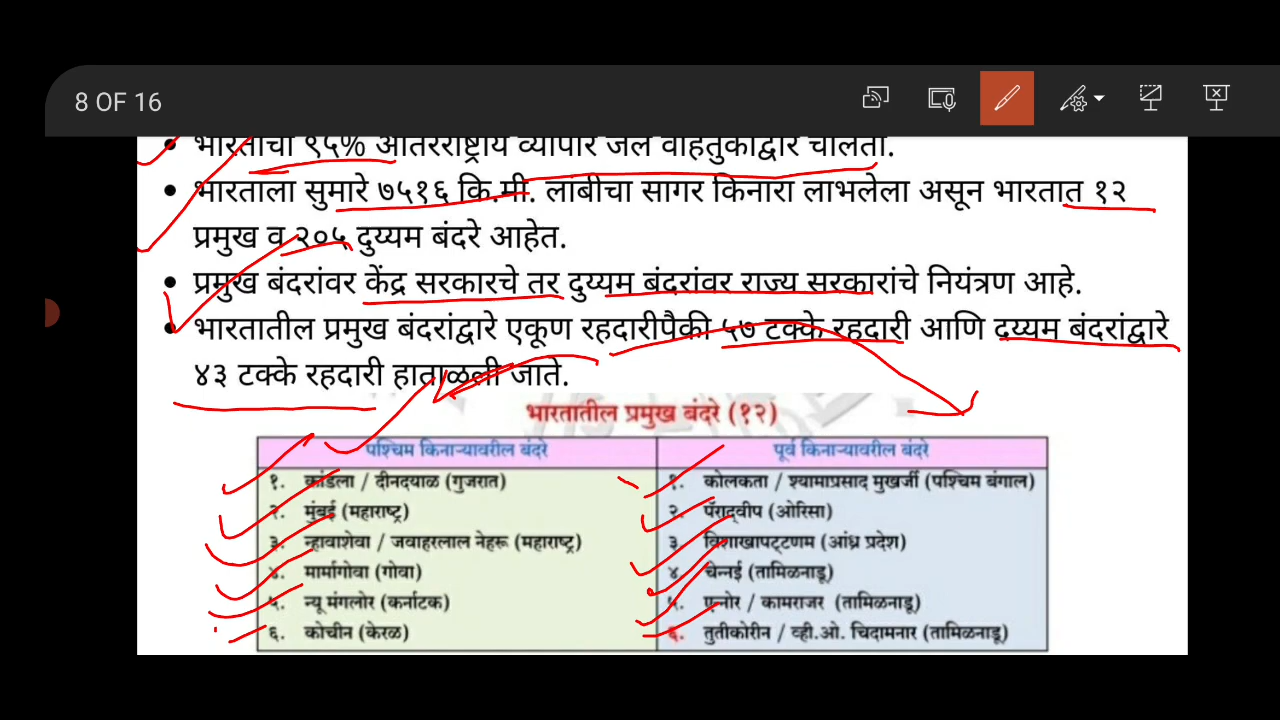 8 OF 16
भारताचा ९५% आंतरराष्ट्रीय व्यापार जल वाहतुकीद्वारे चालतो.
• भारताला सुमारे ७५१६ कि.मी. लांबीचा सागर किनारा लाभलेला असून भारतात १२
प्रमुख व २०५ दुय्यम बंदरे आहेत.
• प्रमुख बंदरांवर केंद्र सरकारचे तर दुय्यम बंदरांवर राज्य सरकारांचे नियंत्रण आहे.
• भारतातील प्रमुख बंदरांद्वारे एकूण रहदारीपैकी ५७ टक्के रहदारी आणि दुय्यम बंदरांद्वारे
४३ टक्के रहदारी हाताळली जाते.
भारतातील प्रमुख बंदरे (१२)
पश्चिम किनाऱ्यावरील बंदरे पूर्व किनाऱ्यावरील बंदरे
१. कांडला / दीनदयाळ (गुजरात) १. कोलकता / श्यामाप्रसाद मुखर्जी (पश्चिम बंगाल)
२. मुंबई (महाराष्ट्र) २. पॅराद्वीप (ओरिसा)
३. न्हावाशेवा / जवाहरलाल नेहरू (महाराष्ट्र) ३. विशाखापट्टणम (आंध्र प्रदेश)
४. मार्मागोवा (गोवा) ४. चेन्नई (तामिळनाडू)
५. न्यू मंगलोर (कर्नाटक) ५. एन्नोर / कामराजर (तामिळनाडू)
६. कोचीन (केरळ) ६. तुतीकोरीन / व्ही.ओ. चिदामनार (तामिळनाडू)